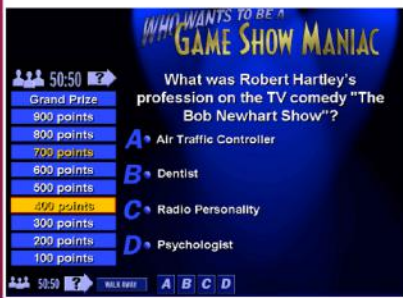 WHO WANTS TO BE A
GAME SHOW MANIAC
50:50 ?
What was Robert Hartley's
profession on the TV comedy "The
Bob Newhart Show"?
Grand Prize
900 points
800 points
700 points
600 points
500 points
400 points
300 points
200 points
100 points
A Air Traffic Controller
B Dentist
C Radio Personality
D Psychologist
50:50 ?
WALK AWAY
A B C D